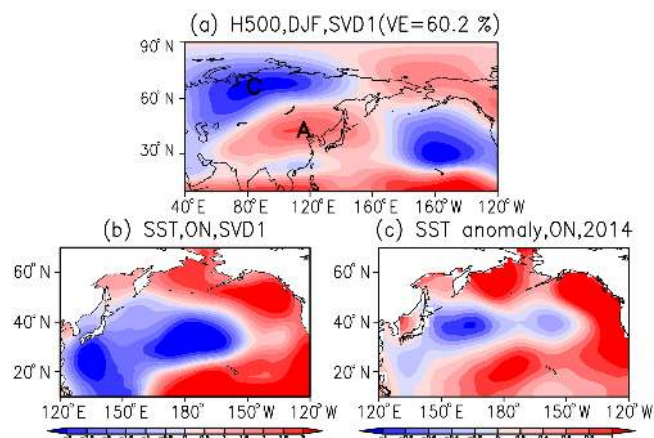 (a) H500,DJF,SVD1(VE=60.2 %)
90°N
60°N
30°N
C
A
40°E 80°E 120°E 160°E 160°W 120°W
(b) SST,ON,SVD1
(c) SST anomaly,ON,2014
60°N
40°N
20°N
120°E 150°E 180° 150°W 120°W
60°N
40°N
20°N
120°E 150°E 180° 150°W 120°W